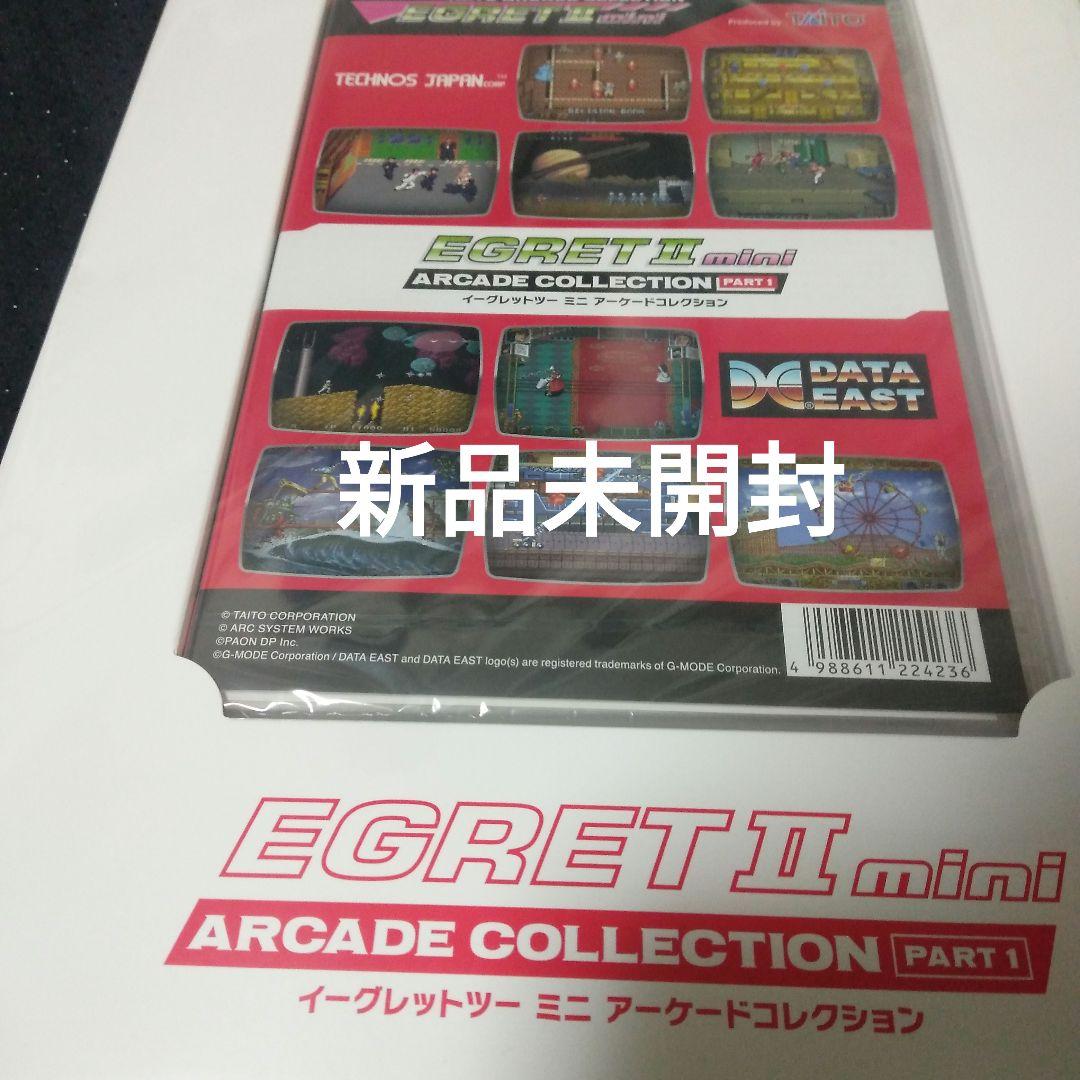 EGRET II mini
Produced by TAITO
TECHNOS JAPAN CORP™
DECISION BOUT
EGRET II mini
ARCADE COLLECTION PART 1
イーグレットツー ミニ アーケードコレクション
DATA
EAST®
新品未開封
© TAITO CORPORATION
© ARC SYSTEM WORKS
©PAON DP Inc.
©G-MODE Corporation / DATA EAST and DATA EAST logo(s) are registered trademarks of G-MODE Corporation.
4 988611 224236
EGRET II mini
ARCADE COLLECTION PART 1
イーグレットツー ミニ アーケードコレクション